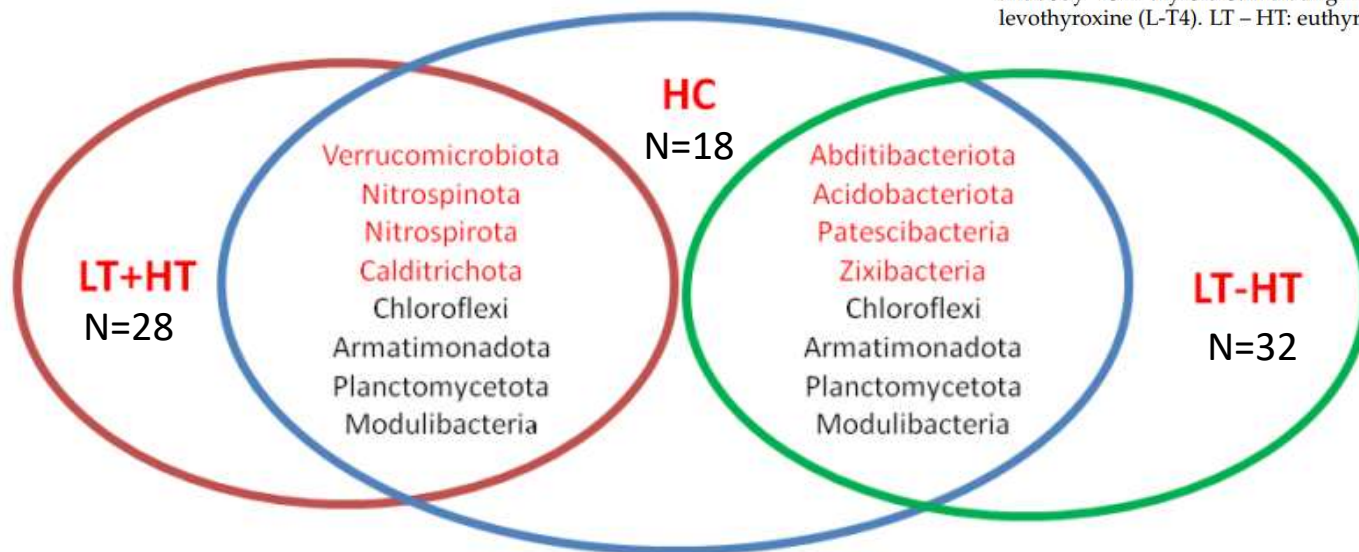 levothyroxine (L-T4). LT – HT: euthyr
HC
N=18
Verrucomicrobiota
Nitrospinota
Nitrospirota
Calditrichota
Chloroflexi
Armatimonadota
Planctomycetota
Modulibacteria
Abditibacteriota
Acidobacteriota
Patescibacteria
Zixibacteria
Chloroflexi
Armatimonadota
Planctomycetota
Modulibacteria
LT+HT
N=28
LT-HT
N=32